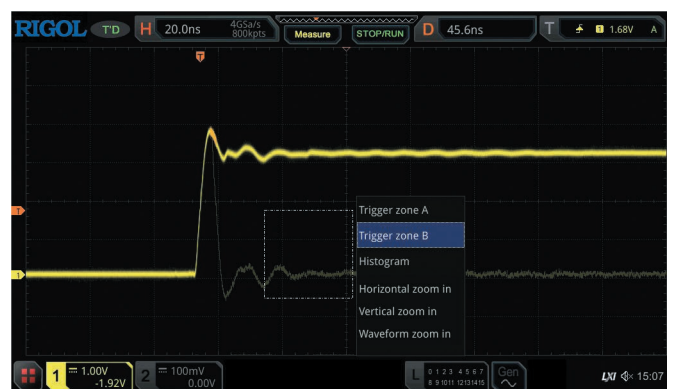 RIGOL T'D H 20.0ns 4GSa/s 800kpts Measure STOP/RUN D 45.6ns T 1 1.68V A
T
T
Trigger zone A
Trigger zone B
Histogram
1
Horizontal zoom in
Vertical zoom in
Waveform zoom in
1 1.00V -1.92V 2 100mV 0.00V L 0 1 2 3 4 5 6 7 Gen LXI 15:07
8 9 10 11 12 13 14 15